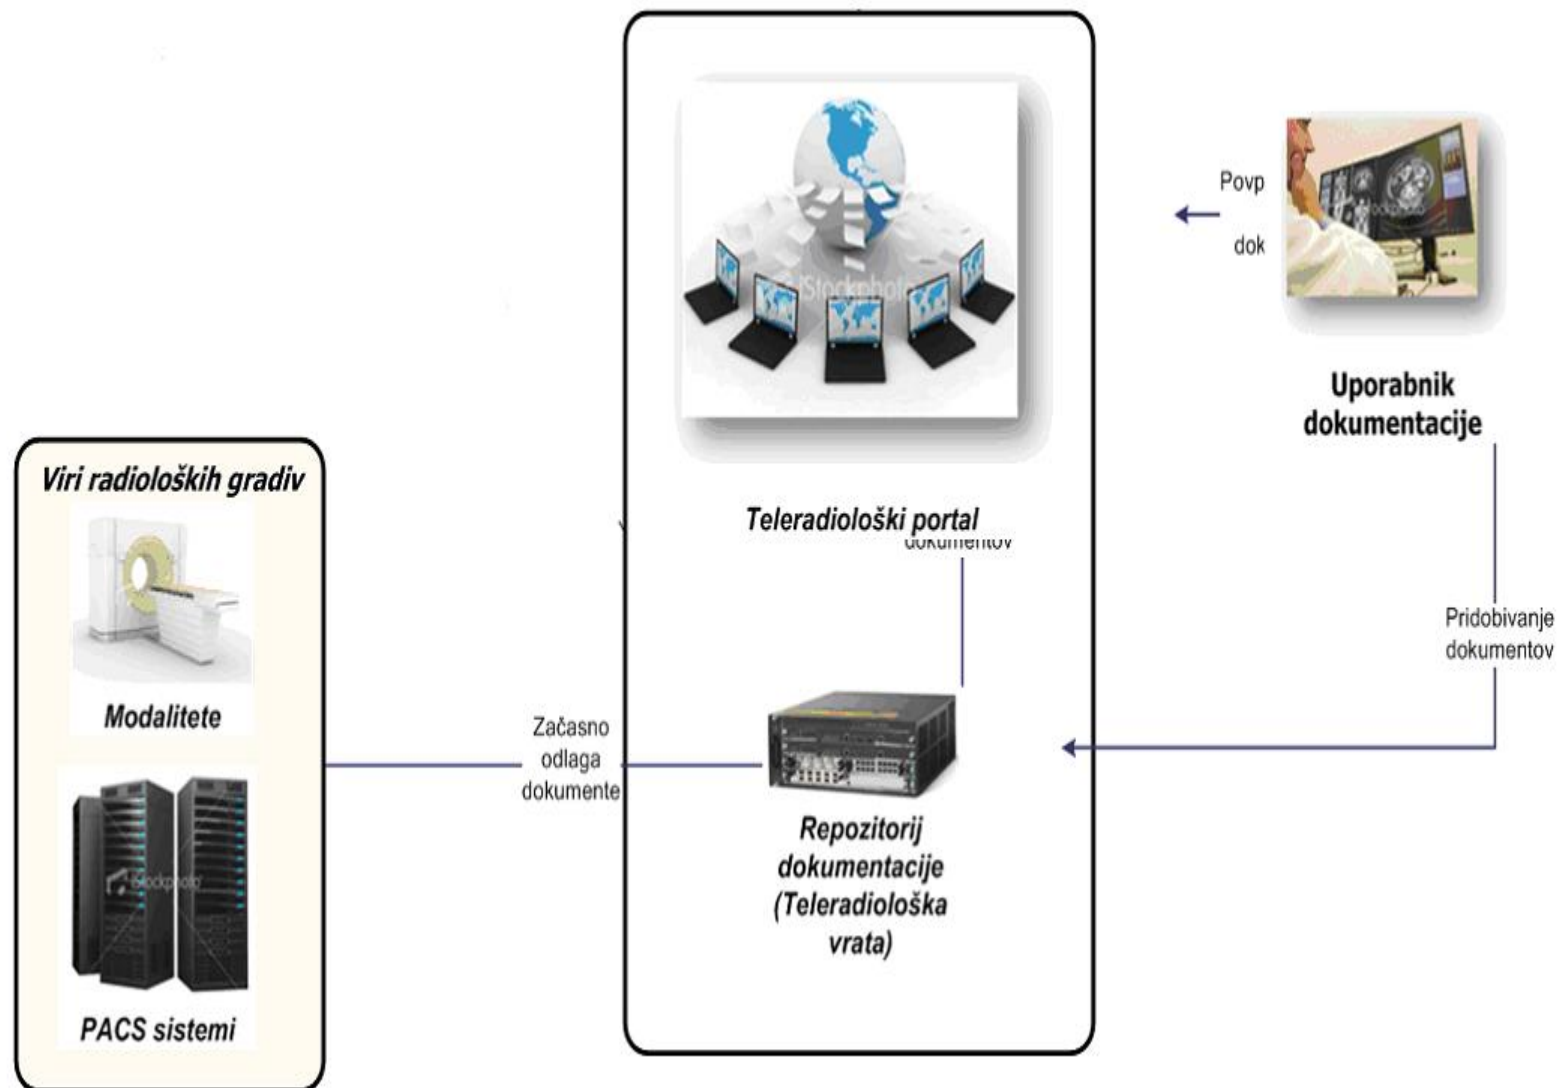 Viri radioloških gradiv
Modalitete
PACS sistemi
Začasno
odlaga
dokumente
iStockphoto
Teleradiološki portal
dokumentov
Repozitorij
dokumentacije
(Teleradiološka
vrata)
Povp
dok
Uporabnik
dokumentacije
Pridobivanje
dokumentov